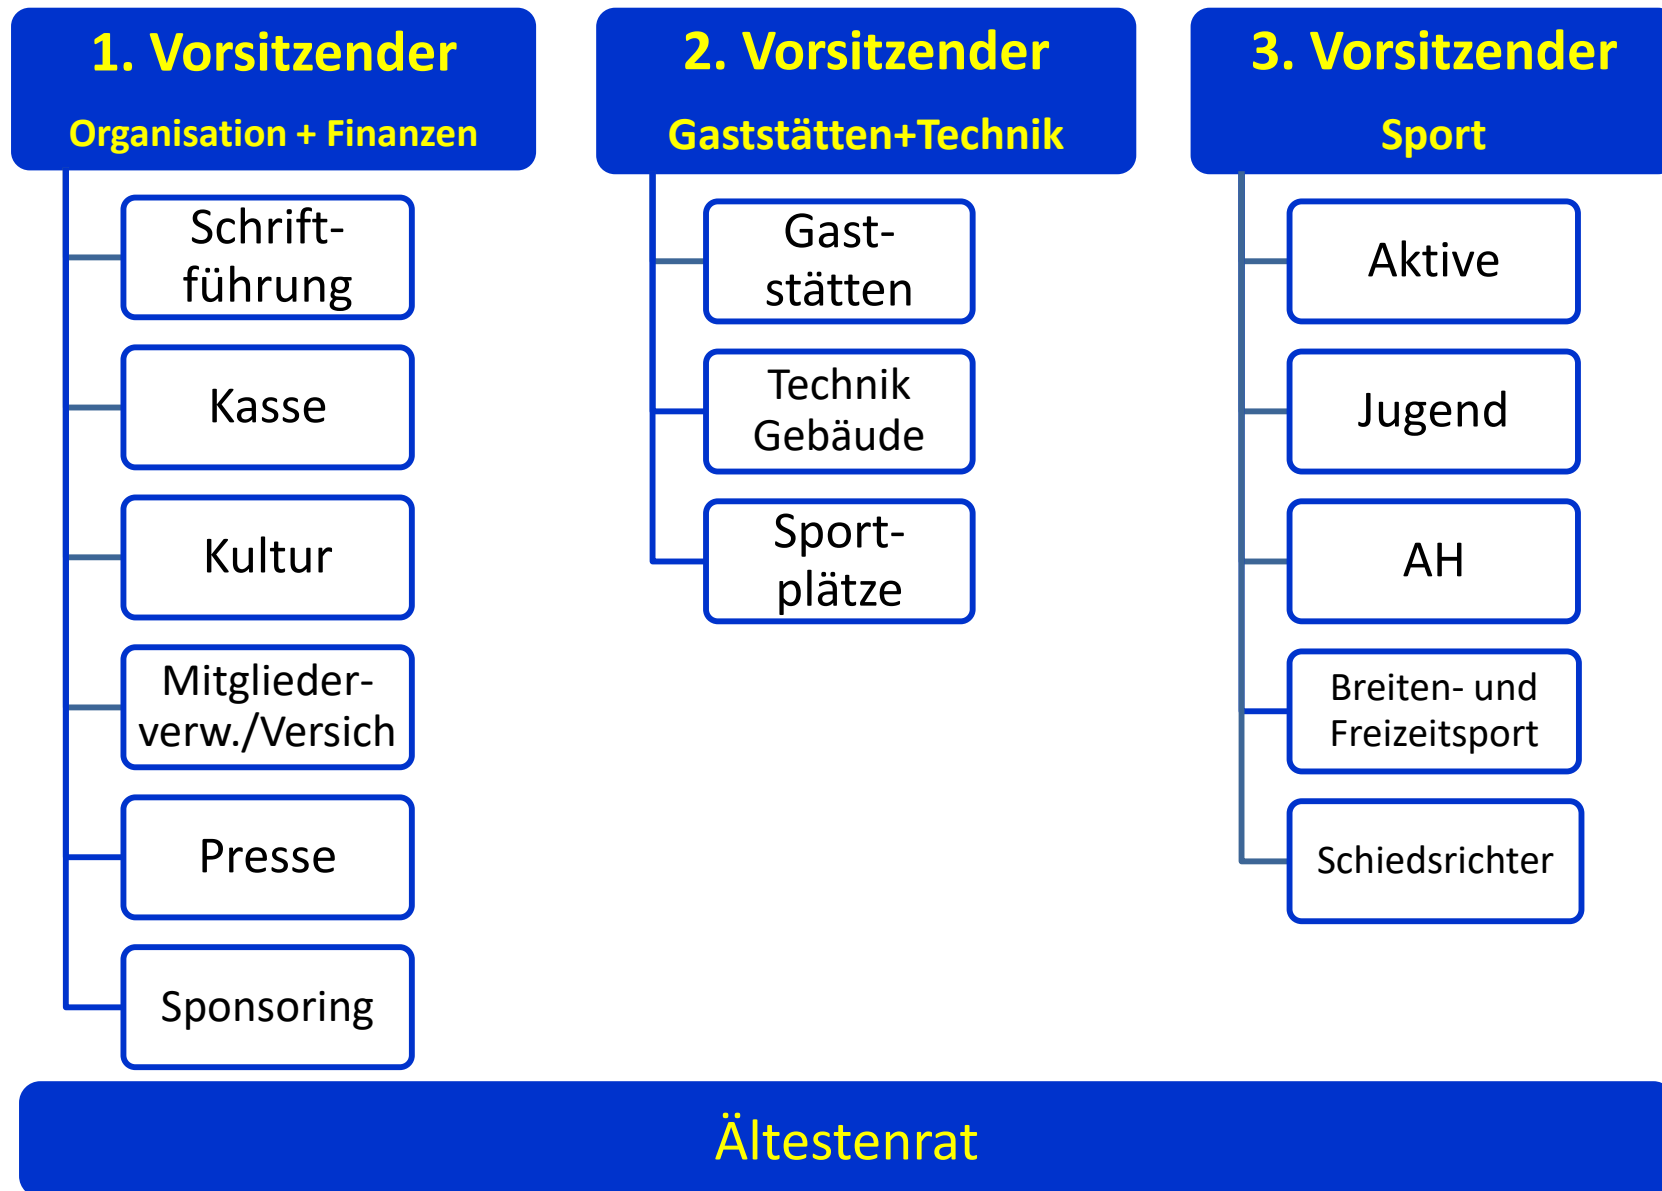 1. Vorsitzender
Organisation + Finanzen
Schrift-
führung
Kasse
Kultur
Mitglieder-
verw./Versich
Presse
Sponsoring
2. Vorsitzender
Gaststätten+Technik
Gast-
stätten
Technik
Gebäude
Sport-
plätze
3. Vorsitzender
Sport
Aktive
Jugend
AH
Breiten- und
Freizeitsport
Schiedsrichter
Ältestenrat